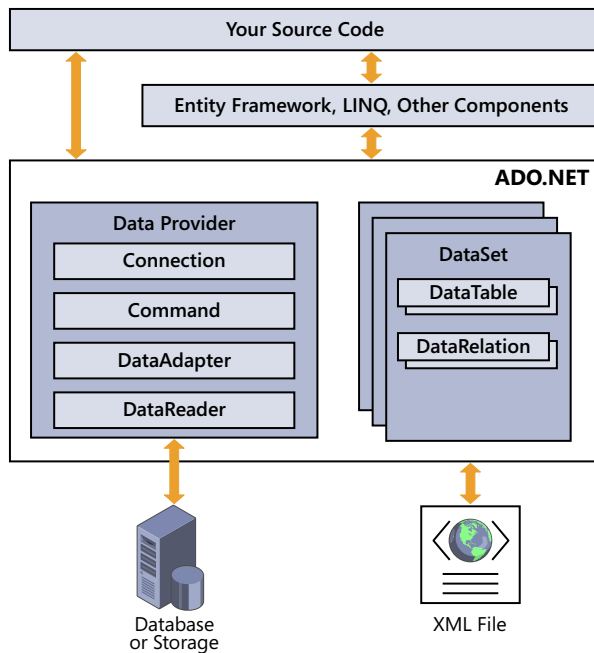 Your Source Code
Entity Framework, LINQ, Other Components
ADO.NET
Data Provider
Connection
Command
DataAdapter
DataReader
DataSet
DataTable
DataRelation
Database
or Storage
XML File